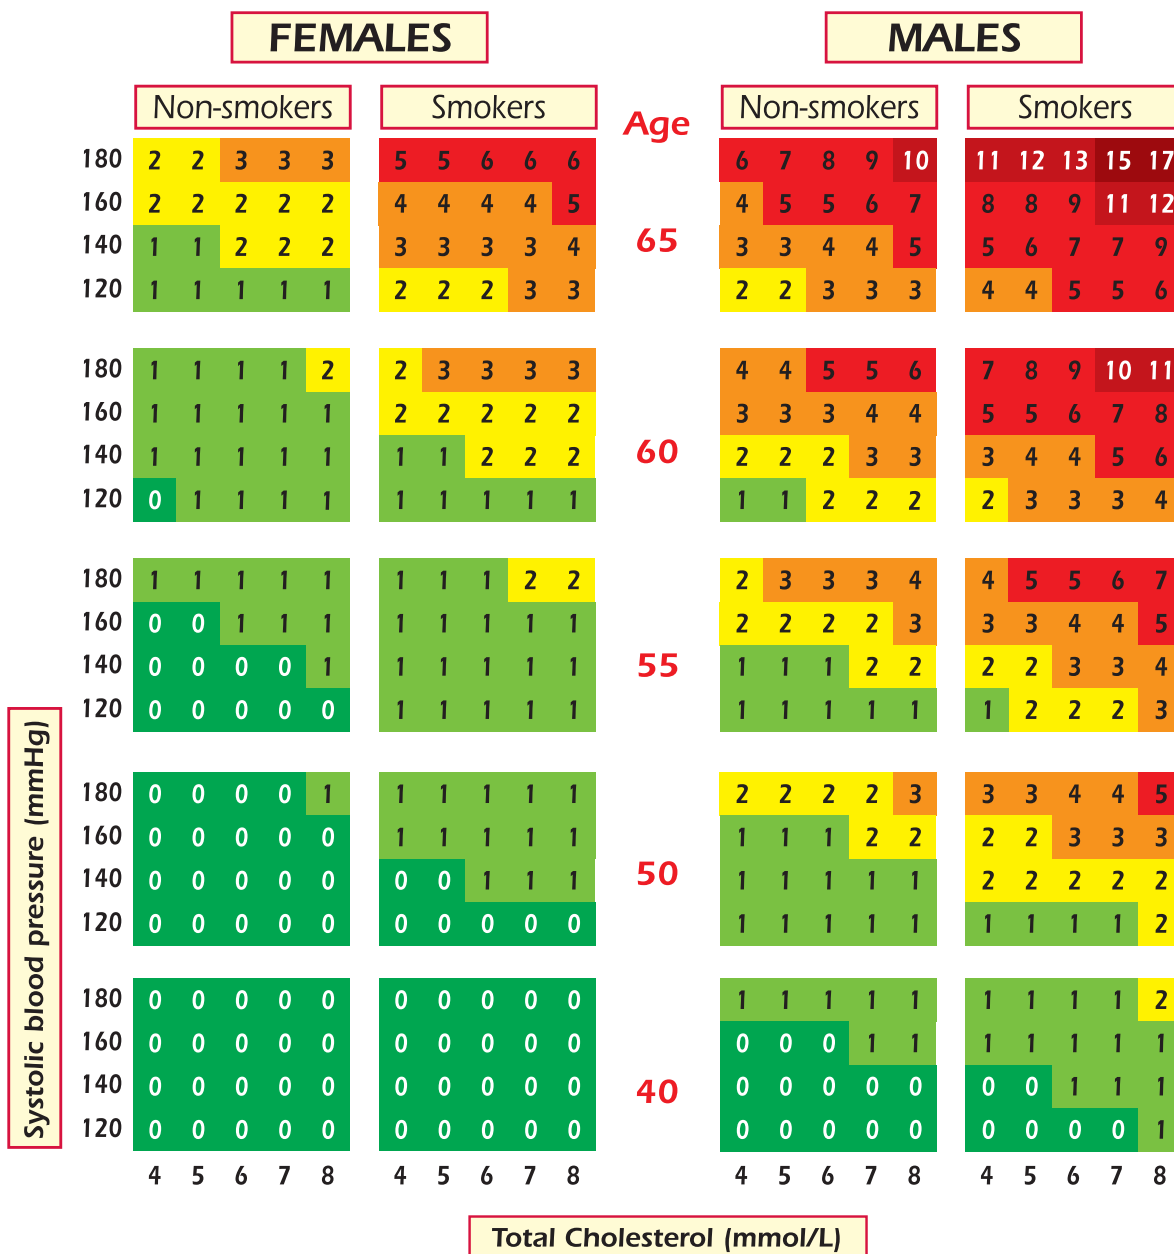 FEMALES MALES
Non-smokers Smokers Age Non-smokers Smokers
180 2 2 3 3 3 5 5 6 6 6 6 7 8 9 10 11 12 13 15 17
160 2 2 2 2 2 4 4 4 4 5 4 5 5 6 7 8 8 9 11 12
65
140 1 1 2 2 2 3 3 3 3 4 3 3 4 4 5 5 6 7 7 9
120 1 1 1 1 1 2 2 2 3 3 2 2 3 3 3 4 4 5 5 6
180 1 1 1 1 2 2 3 3 3 3 4 4 5 5 6 7 8 9 10 11
160 1 1 1 1 1 2 2 2 2 2 3 3 3 4 4 5 5 6 7 8
60
140 1 1 1 1 1 1 1 2 2 2 2 2 2 3 3 3 4 4 5 6
120 0 1 1 1 1 1 1 1 1 1 1 1 2 2 2 2 3 3 3 4
180 1 1 1 1 1 1 1 1 2 2 2 3 3 3 4 4 5 5 6 7
160 0 0 1 1 1 1 1 1 1 1 2 2 2 2 3 3 3 4 4 5
55
140 0 0 0 0 1 1 1 1 1 1 1 1 1 2 2 2 2 3 3 4
120 0 0 0 0 0 1 1 1 1 1 1 1 1 1 1 1 2 2 2 3
180 0 0 0 0 1 1 1 1 1 1 2 2 2 2 3 3 3 4 4 5
160 0 0 0 0 0 1 1 1 1 1 1 1 1 2 2 2 2 3 3 3
50
140 0 0 0 0 0 0 0 1 1 1 1 1 1 1 1 2 2 2 2 2
120 0 0 0 0 0 0 0 0 0 0 1 1 1 1 1 1 1 1 1 2
180 0 0 0 0 0 0 0 0 0 0 1 1 1 1 1 1 1 1 1 2
160 0 0 0 0 0 0 0 0 0 0 0 0 0 1 1 1 1 1 1 1
40
140 0 0 0 0 0 0 0 0 0 0 0 0 0 0 0 0 0 1 1 1
120 0 0 0 0 0 0 0 0 0 0 0 0 0 0 0 0 0 0 0 1
4 5 6 7 8 4 5 6 7 8 4 5 6 7 8 4 5 6 7 8
Systolic blood pressure (mmHg)
Total Cholesterol (mmol/L)